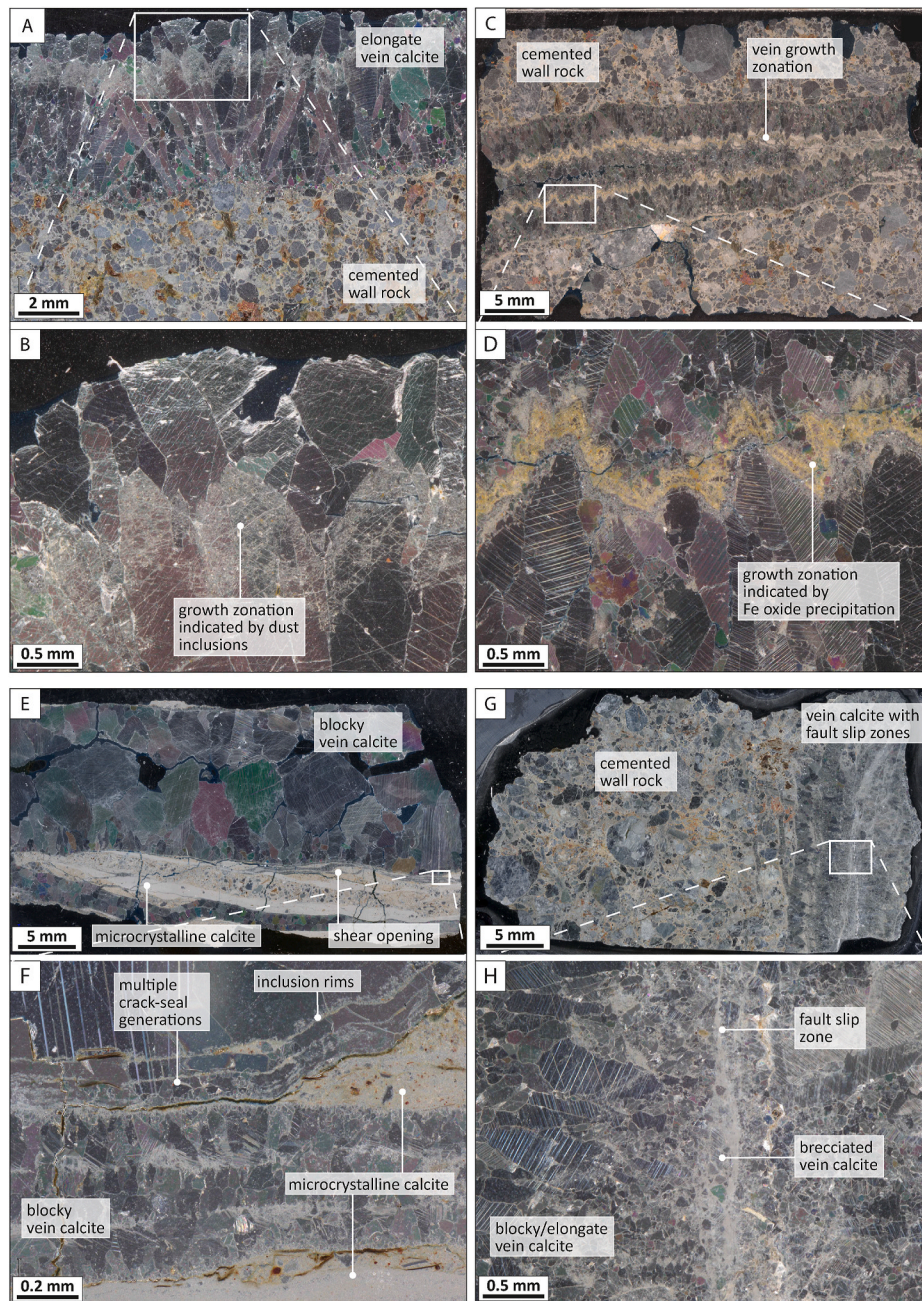 A
elongate
vein calcite
cemented
wall rock
2 mm
B
growth zonation
indicated by dust
inclusions
0.5 mm
C
cemented
wall rock
vein growth
zonation
5 mm
D
growth zonation
indicated by
Fe oxide precipitation
0.5 mm
E
blocky
vein calcite
microcrystalline calcite
shear opening
5 mm
F
multiple
crack-seal
generations
inclusion rims
microcrystalline calcite
blocky
vein calcite
0.2 mm
G
vein calcite with
fault slip zones
cemented
wall rock
5 mm
H
fault slip
zone
brecciated
vein calcite
blocky/elongate
vein calcite
0.5 mm